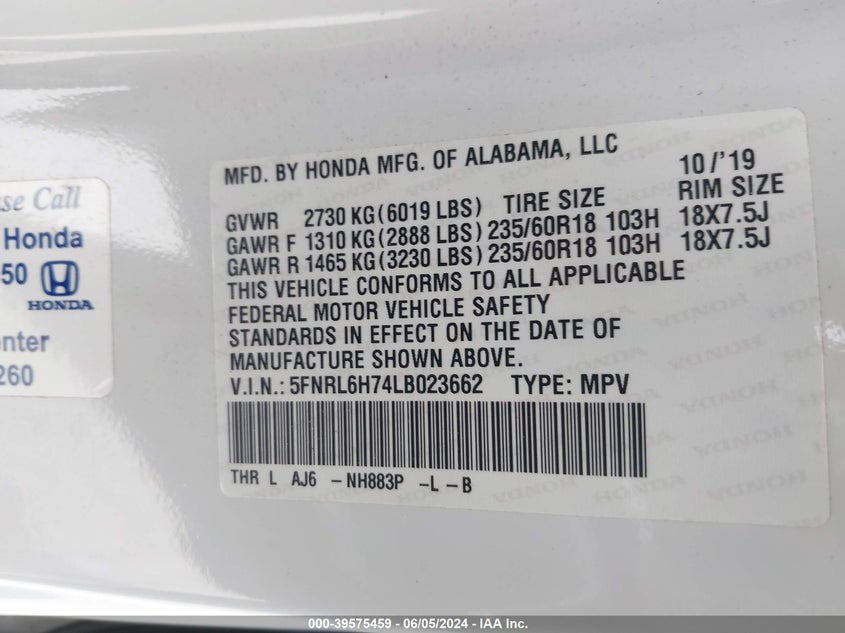 MFD. BY HONDA MFG. OF ALABAMA, LLC 10/'19
GVWR 2730 KG(6019 LBS) TIRE SIZE RIM SIZE
GAWR F 1310 KG(2888 LBS) 235/60R18 103H 18X7.5J
GAWR R 1465 KG(3230 LBS) 235/60R18 103H 18X7.5J
THIS VEHICLE CONFORMS TO ALL APPLICABLE
FEDERAL MOTOR VEHICLE SAFETY
STANDARDS IN EFFECT ON THE DATE OF
MANUFACTURE SHOWN ABOVE.
V.I.N.: 5FNRL6H74LB023662 TYPE: MPV
THR L AJ6 -NH883P -L -B
Call
Honda
50
HONDA
260
000-39575459 - 06/05/2024 - IAA Inc.